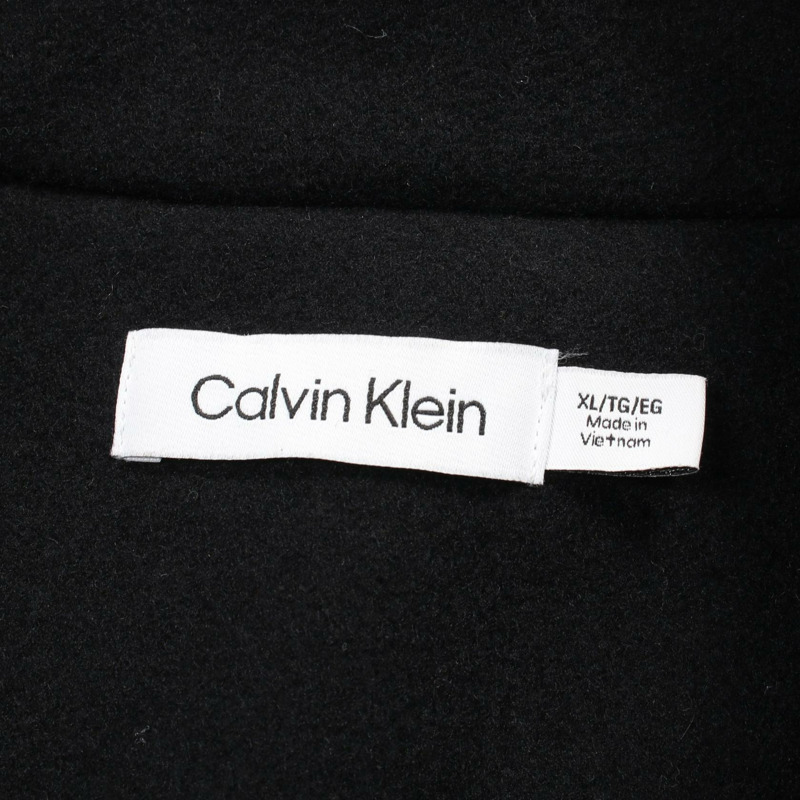 Calvin Klein
XL/TG/EG
Made in
Vietnam